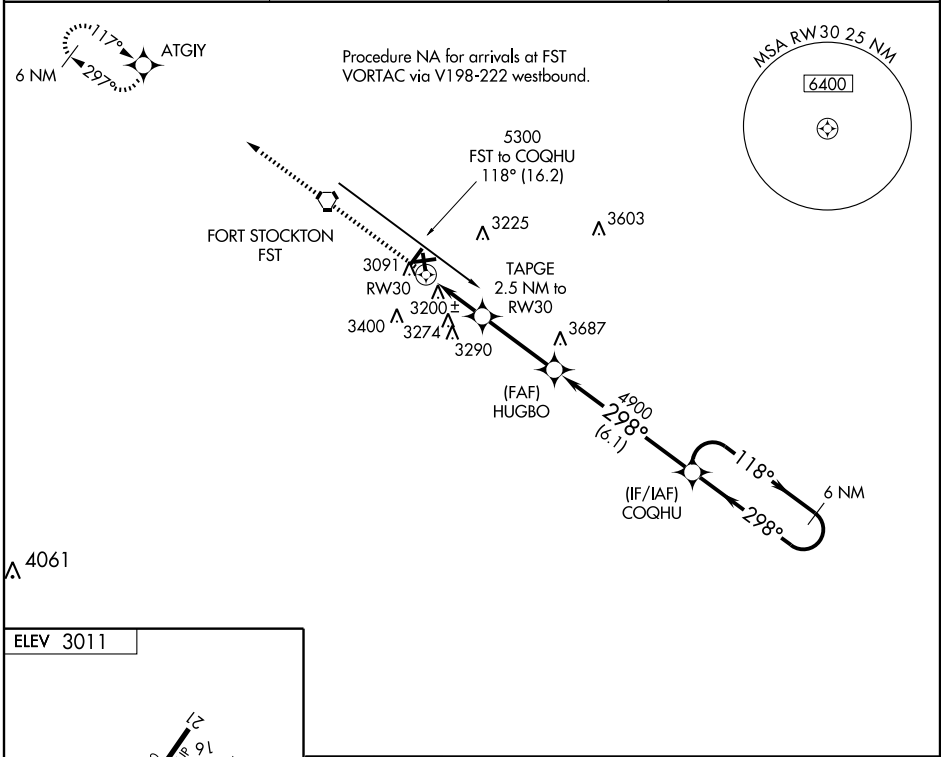 117°
ATGIY
6 NM
297°
Procedure NA for arrivals at FST
VORTAC via V198-222 westbound.
MSA RW30 25 NM
6400
5300
FST to COQHU
118° (16.2)
3225
3603
FORT STOCKTON
FST
3091
RW30
TAPGE
2.5 NM to
RW30
3200±
3400
3274
3290
3687
(FAF)
HUGBO
4900
298°
(6.1)
118°
6 NM
298°
(IF/IAF)
COQHU
4061
ELEV 3011
21
16